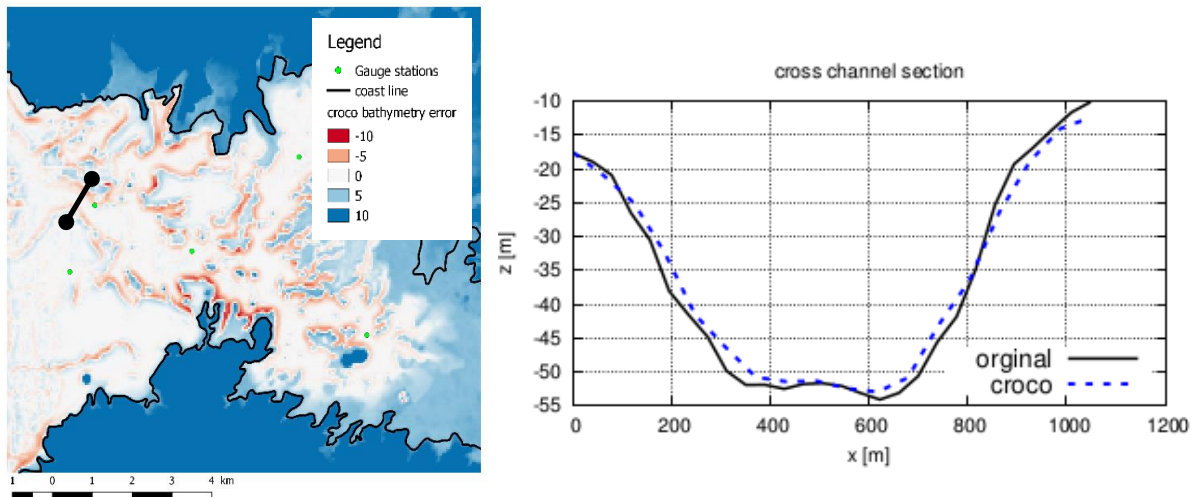 Legend
Gauge stations
coast line
croco bathymetry error
-10
-5
0
5
10
1 0 1 2 3 4 km
cross channel section
-10
-15
-20
-25
-30
-35
-40
-45
-50
-55
z [m]
orginal
croco
0 200 400 600 800 1000 1200
x [m]